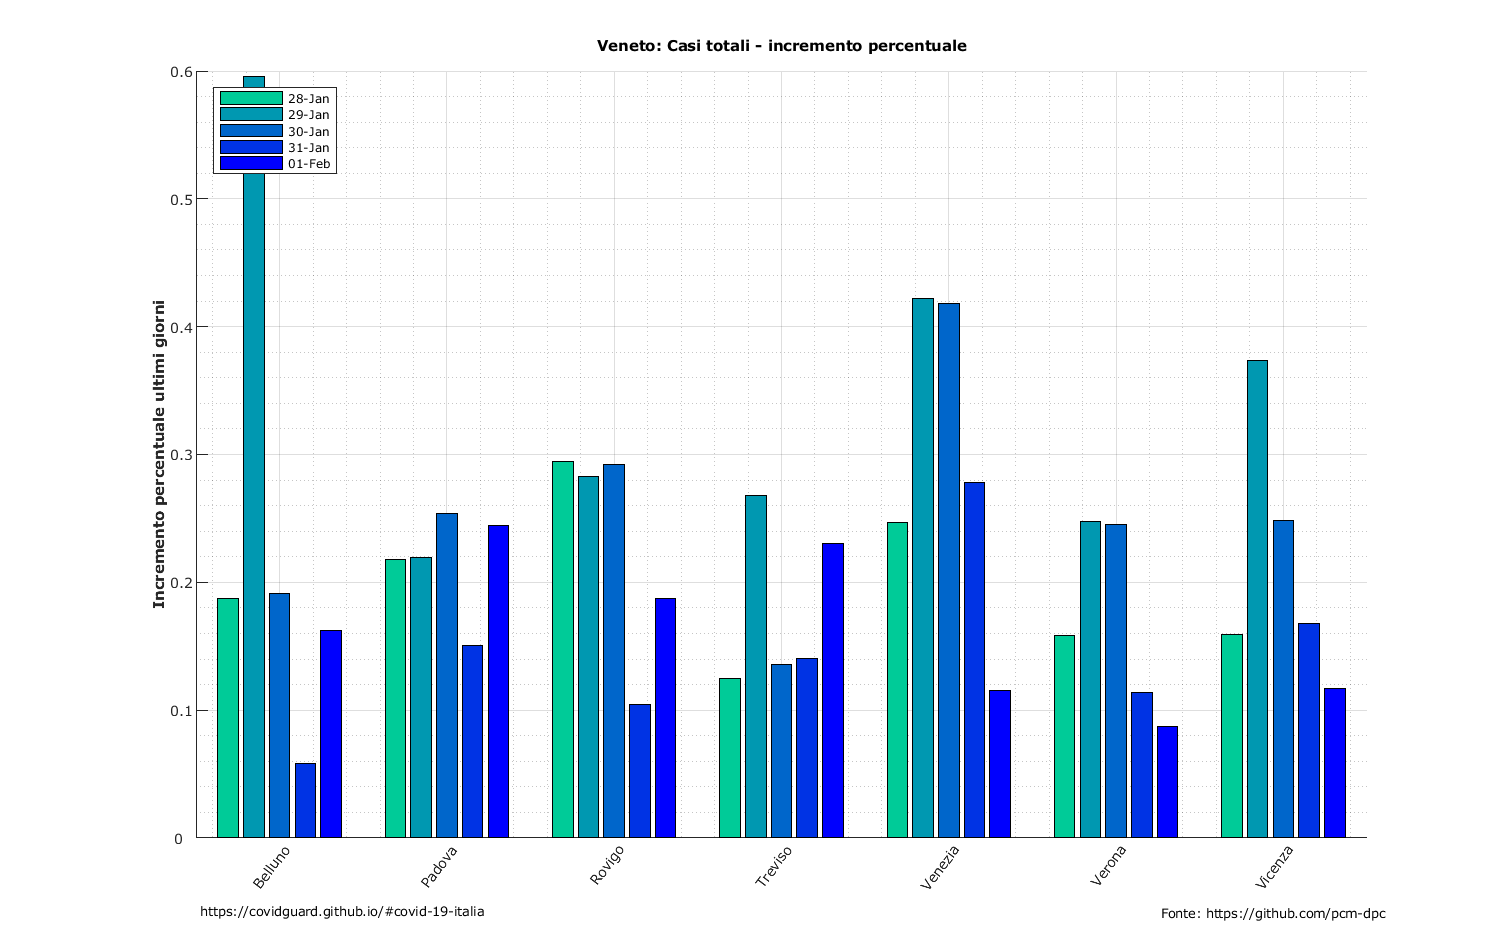 Veneto: Casi totali - incremento percentuale
Incremento percentuale ultimi giorni
0.6
0.5
0.4
0.3
0.2
0.1
0
28-Jan
29-Jan
30-Jan
31-Jan
01-Feb
Belluno
Padova
Rovigo
Treviso
Venezia
Verona
Vicenza
https://covidguard.github.io/#covid-19-italia
Fonte: https://github.com/pcm-dpc